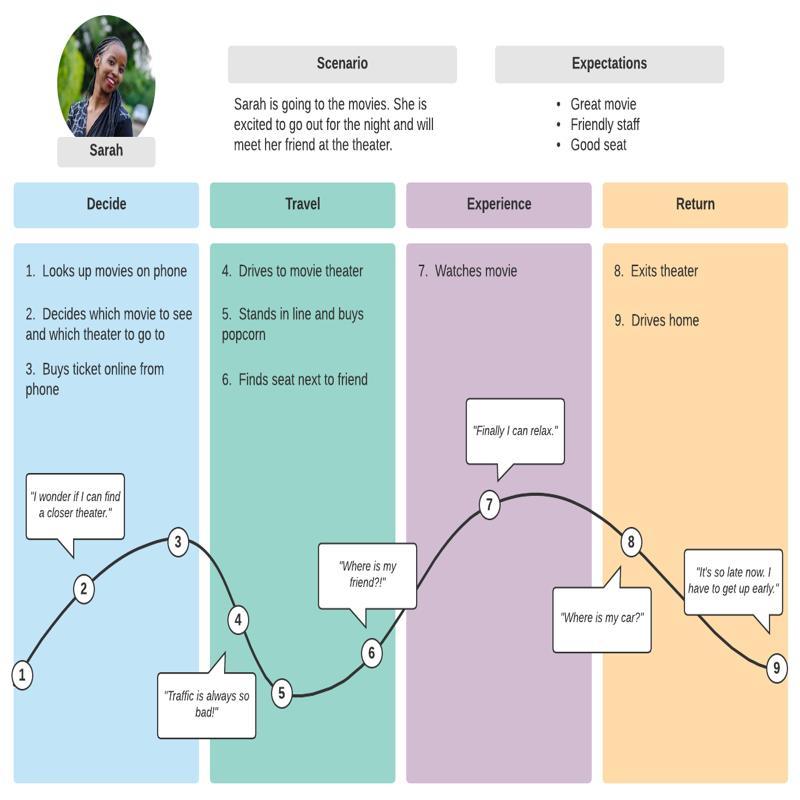 Sarah
Scenario
Sarah is going to the movies. She is
excited to go out for the night and will
meet her friend at the theater.
Expectations
• Great movie
• Friendly staff
• Good seat
Decide
Travel
Experience
Return
1. Looks up movies on phone
2. Decides which movie to see
and which theater to go to
3. Buys ticket online from
phone
4. Drives to movie theater
5. Stands in line and buys
popcorn
6. Finds seat next to friend
7. Watches movie
8. Exits theater
9. Drives home
"I wonder if I can find
a closer theater."
"Traffic is always so
bad!"
"Where is my
friend?!"
"Finally I can relax."
"Where is my car?"
"It's so late now. I
have to get up early."
1
2
3
4
5
6
7
8
9